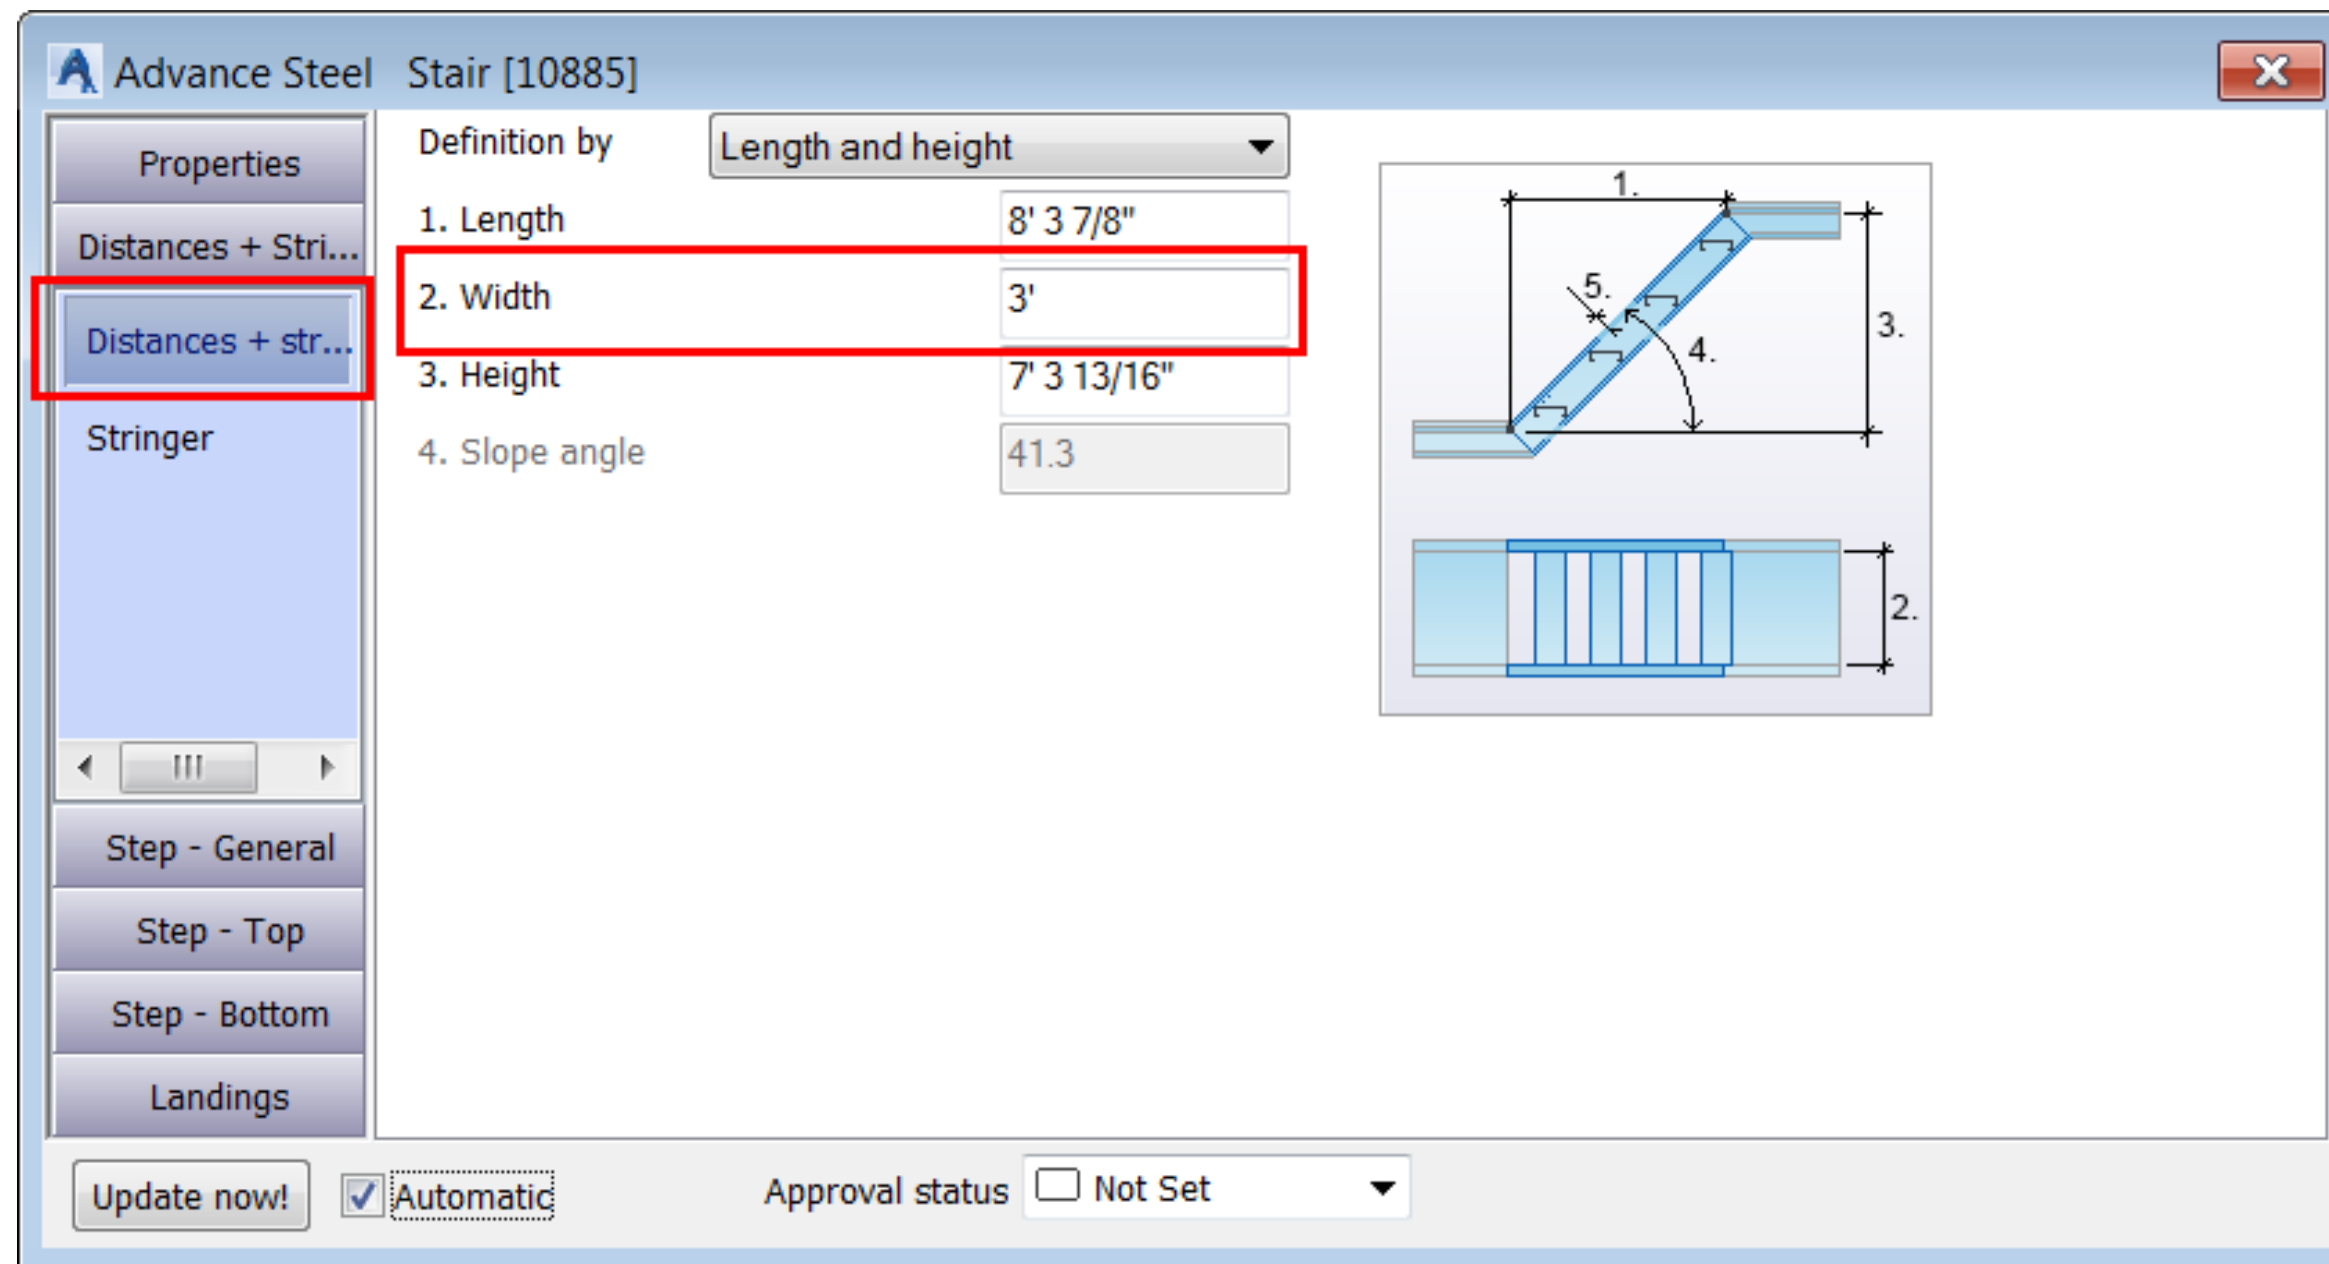 Advance Steel Stair [10885]
Properties
Distances + Stri...
Distances + str...
Stringer
Step - General
Step - Top
Step - Bottom
Landings
Definition by Length and height
1. Length 8' 3 7/8"
2. Width 3'
3. Height 7' 3 13/16"
4. Slope angle 41.3
1.
5.
4.
3.
2.
Update now! Automatic Approval status Not Set